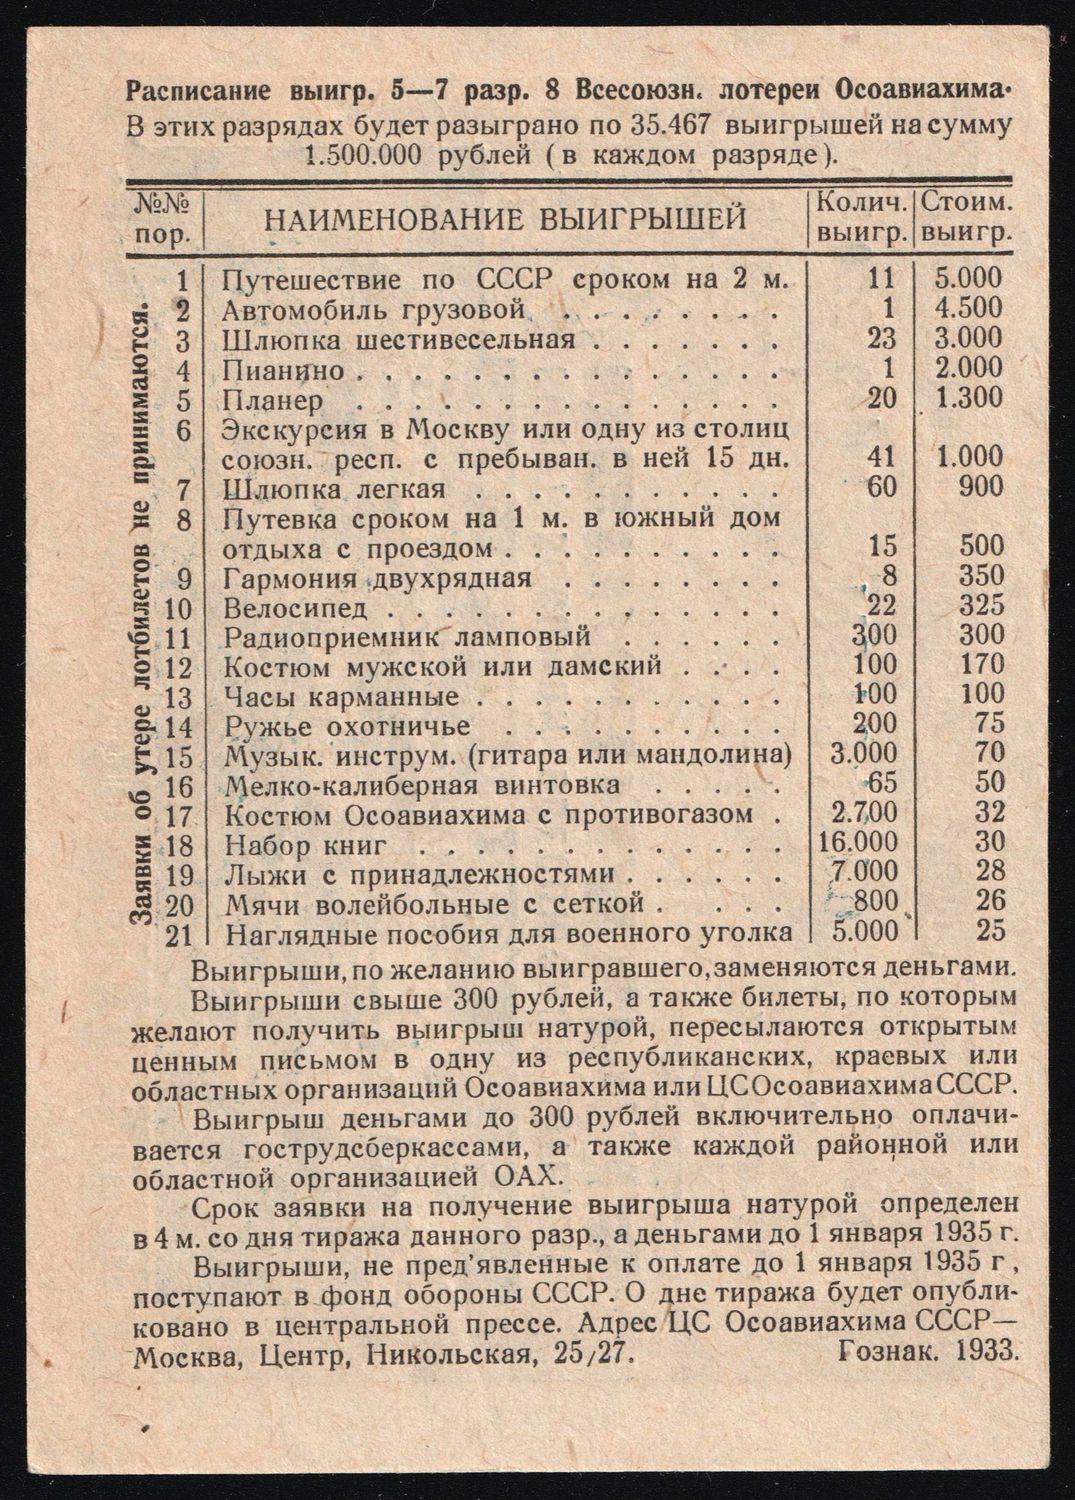 Расписание выигр. 5—7 разр. 8 Всесоюзн. лотереи Осоавиахима.
В этих разрядах будет разыграно по 35.467 выигрышей на сумму
1.500.000 рублей (в каждом разряде).
№№ пор. НАИМЕНОВАНИЕ ВЫИГРЫШЕЙ Колич. выигр. Стоим. выигр.
1 Путешествие по СССР сроком на 2 м. 11 5.000
2 Автомобиль грузовой . . . . . . . . 1 4.500
3 Шлюпка шестивесельная . . . . . . . 23 3.000
4 Пианино . . . . . . . . . . . . . . . 1 2.000
5 Планер . . . . . . . . . . . . . . . 20 1.300
6 Экскурсия в Москву или одну из столиц
союзн. респ. с пребыван. в ней 15 дн. 41 1.000
7 Шлюпка легкая . . . . . . . . . . . 60 900
8 Путевка сроком на 1 м. в южный дом
отдыха с проездом . . . . . . . . . . 15 500
9 Гармония двухрядная . . . . . . . . 8 350
10 Велосипед . . . . . . . . . . . . . . 22 325
11 Радиоприемник ламповый . . . . . . 300 300
12 Костюм мужской или дамский . . . . 100 170
13 Часы карманные . . . . . . . . . . . 100 100
14 Ружье охотничье . . . . . . . . . . 200 75
15 Музык. инструм. (гитара или мандолина) 3.000 70
16 Мелко-калиберная винтовка . . . . . 65 50
17 Костюм Осоавиахима с противогазом . 2.700 32
18 Набор книг . . . . . . . . . . . . . 16.000 30
19 Лыжи с принадлежностями . . . . . . 7.000 28
20 Мячи волейбольные с сеткой . . . . 800 26
21 Наглядные пособия для военного уголка 5.000 25
Заявки об утере лотбилетов не принимаются.
Выигрыши, по желанию выигравшего, заменяются деньгами.
Выигрыши свыше 300 рублей, а также билеты, по которым
желают получить выигрыш натурой, пересылаются открытым
ценным письмом в одну из республиканских, краевых или
областных организаций Осоавиахима или ЦС Осоавиахима СССР.
Выигрыш деньгами до 300 рублей включительно оплачи-
вается гострудсберкассами, а также каждой районной или
областной организацией ОАХ.
Срок заявки на получение выигрыша натурой определен
в 4 м. со дня тиража данного разр., а деньгами до 1 января 1935 г.
Выигрыши, не пред'явленные к оплате до 1 января 1935 г,
поступают в фонд обороны СССР. О дне тиража будет опубли-
ковано в центральной прессе. Адрес ЦС Осоавиахима СССР—
Москва, Центр, Никольская, 25/27. Гознак. 1933.